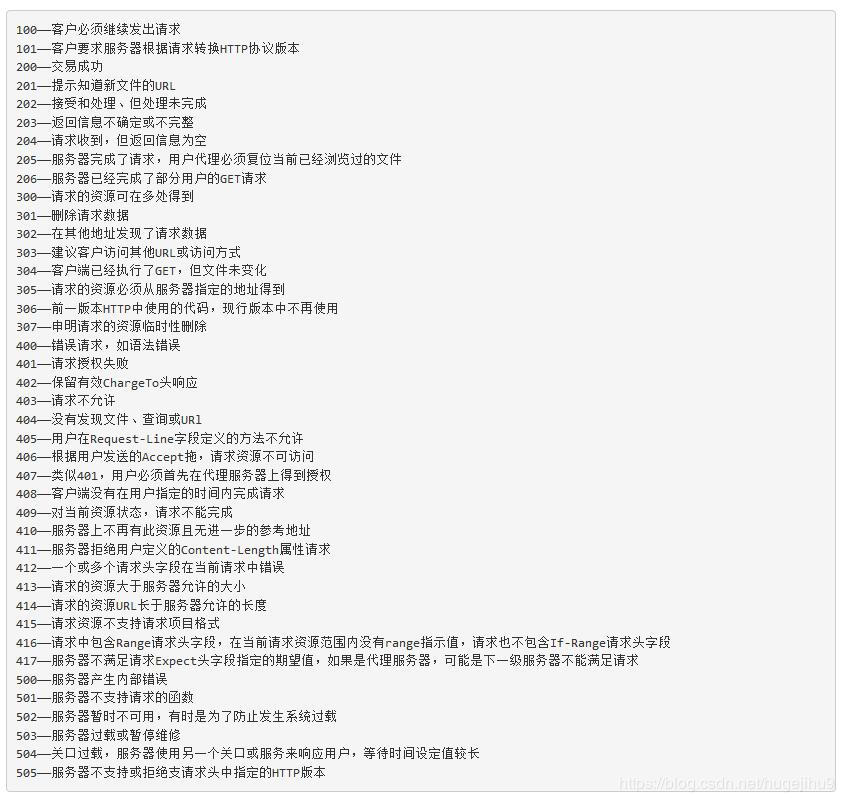 100——客户必须继续发出请求
101——客户要求服务器根据请求转换HTTP协议版本
200——交易成功
201——提示知道新文件的URL
202——接受和处理、但处理未完成
203——返回信息不确定或不完整
204——请求收到，但返回信息为空
205——服务器完成了请求，用户代理必须复位当前已经浏览过的文件
206——服务器已经完成了部分用户的GET请求
300——请求的资源可在多处得到
301——删除请求数据
302——在其他地址发现了请求数据
303——建议客户访问其他URL或访问方式
304——客户端已经执行了GET，但文件未变化
305——请求的资源必须从服务器指定的地址得到
306——前一版本HTTP中使用的代码，现行版本中不再使用
307——申明请求的资源临时性删除
400——错误请求，如语法错误
401——请求授权失败
402——保留有效ChargeTo头响应
403——请求不允许
404——没有发现文件、查询或URl
405——用户在Request-Line字段定义的方法不允许
406——根据用户发送的Accept拖，请求资源不可访问
407——类似401，用户必须首先在代理服务器上得到授权
408——客户端没有在用户指定的时间内完成请求
409——对当前资源状态，请求不能完成
410——服务器上不再有此资源且无进一步的参考地址
411——服务器拒绝用户定义的Content-Length属性请求
412——一个或多个请求头字段在当前请求中错误
413——请求的资源大于服务器允许的大小
414——请求的资源URL长于服务器允许的长度
415——请求资源不支持请求项目格式
416——请求中包含Range请求头字段，在当前请求资源范围内没有range指示值，请求也不包含If-Range请求头字段
417——服务器不满足请求Expect头字段指定的期望值，如果是代理服务器，可能是下一级服务器不能满足请求
500——服务器产生内部错误
501——服务器不支持请求的函数
502——服务器暂时不可用，有时是为了防止发生系统过载
503——服务器过载或暂停维修
504——关口过载，服务器使用另一个关口或服务来响应用户，等待时间设定值较长
505——服务器不支持或拒绝支请求头中指定的HTTP版本
https://blog.csdn.net/hugejihu9